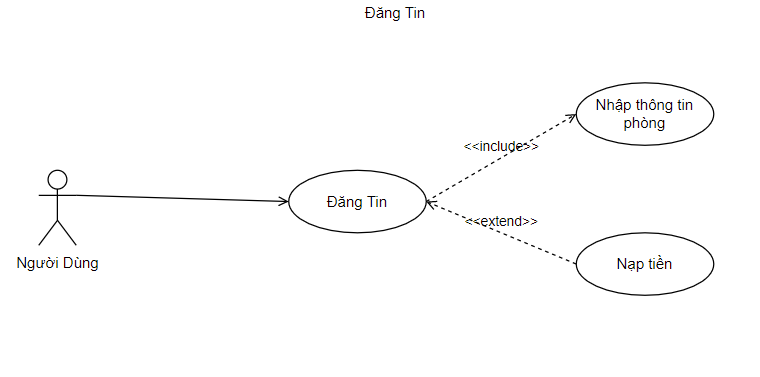 Đăng Tin
Nhập thông tin
phòng
<<include>>
Đăng Tin
<<extend>>
Người Dùng
Nạp tiền